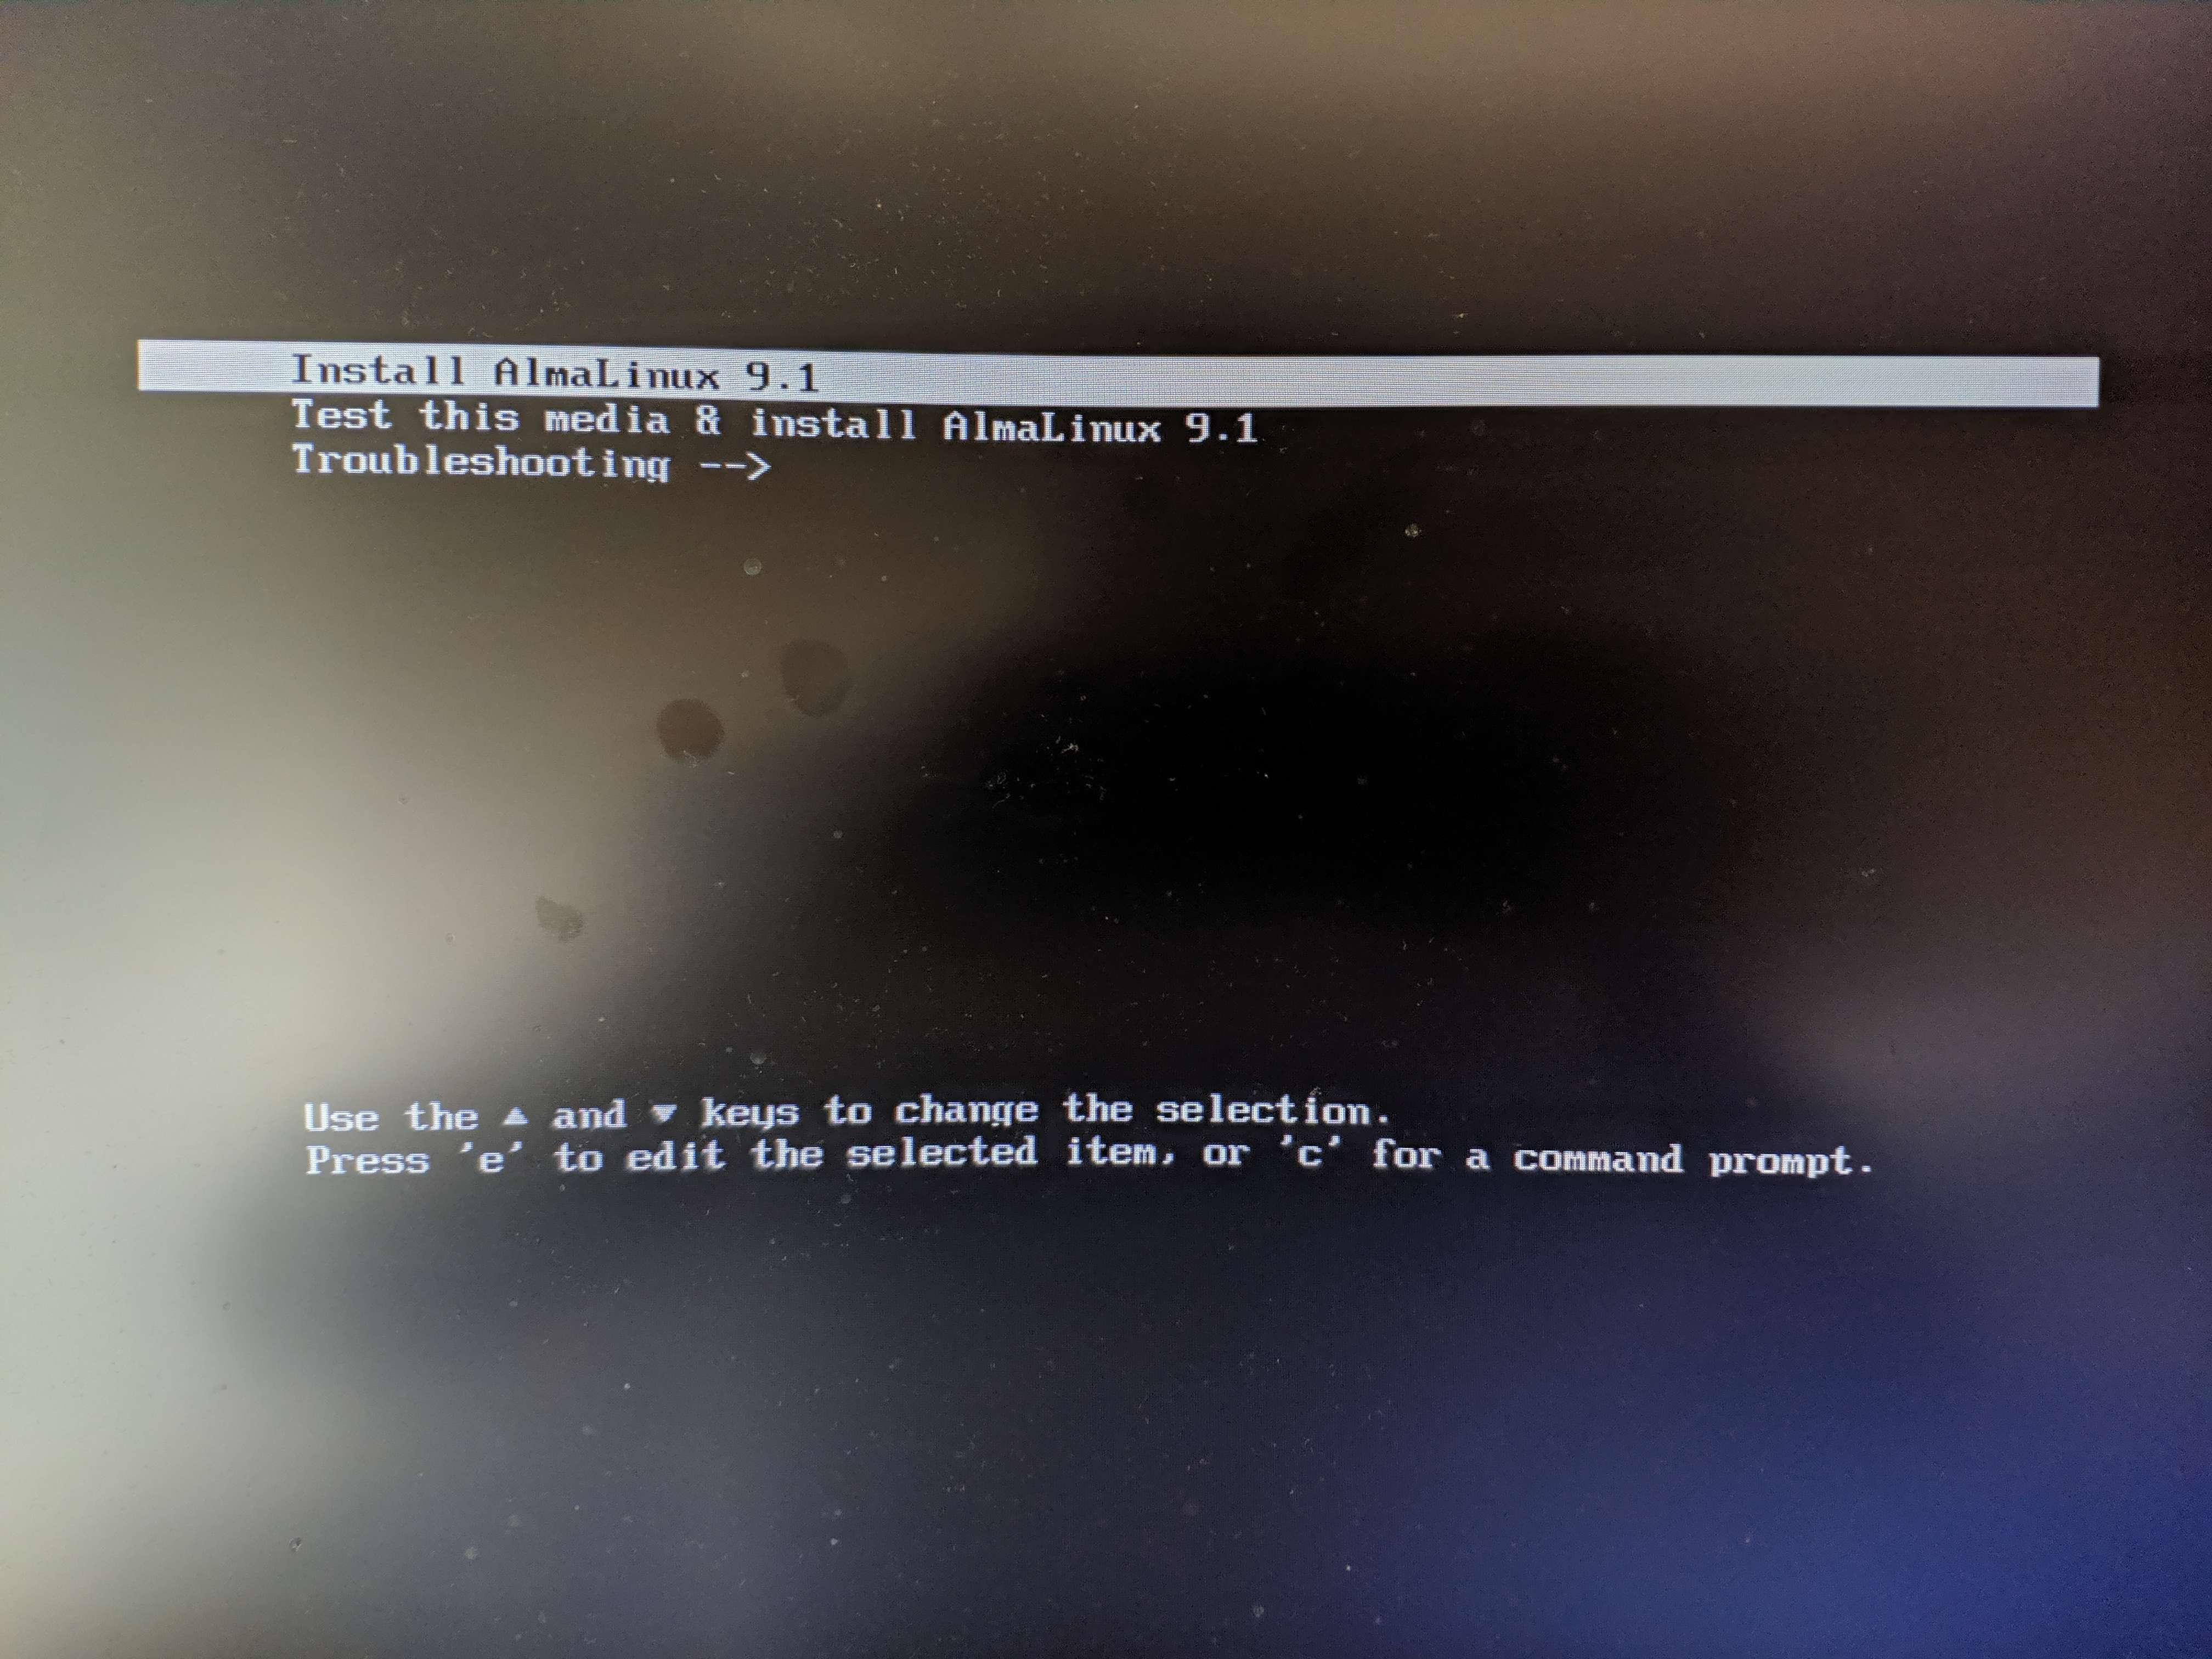 Install AlmaLinux 9.1
Test this media & install AlmaLinux 9.1
Troubleshooting -->
Use the ▲ and ▼ keys to change the selection.
Press 'e' to edit the selected item, or 'c' for a command prompt.